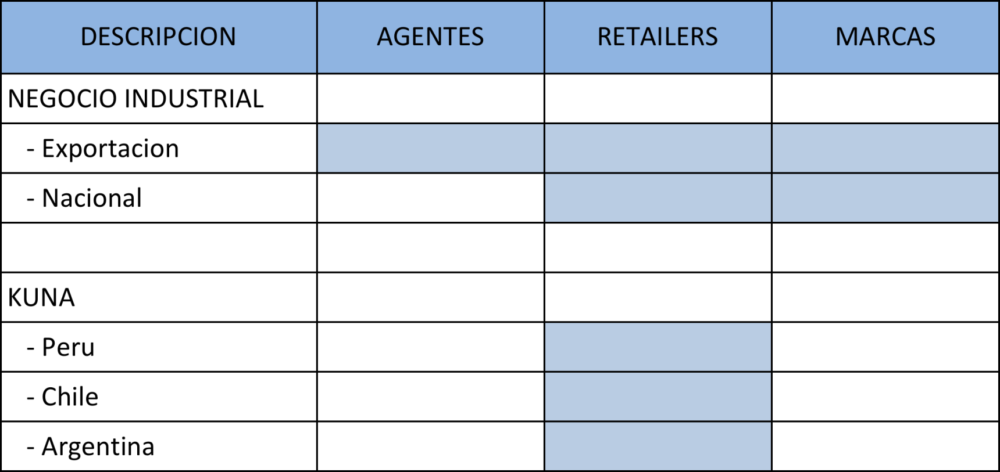 DESCRIPCION AGENTES RETAILERS MARCAS
NEGOCIO INDUSTRIAL
- Exportacion
- Nacional
KUNA
- Peru
- Chile
- Argentina